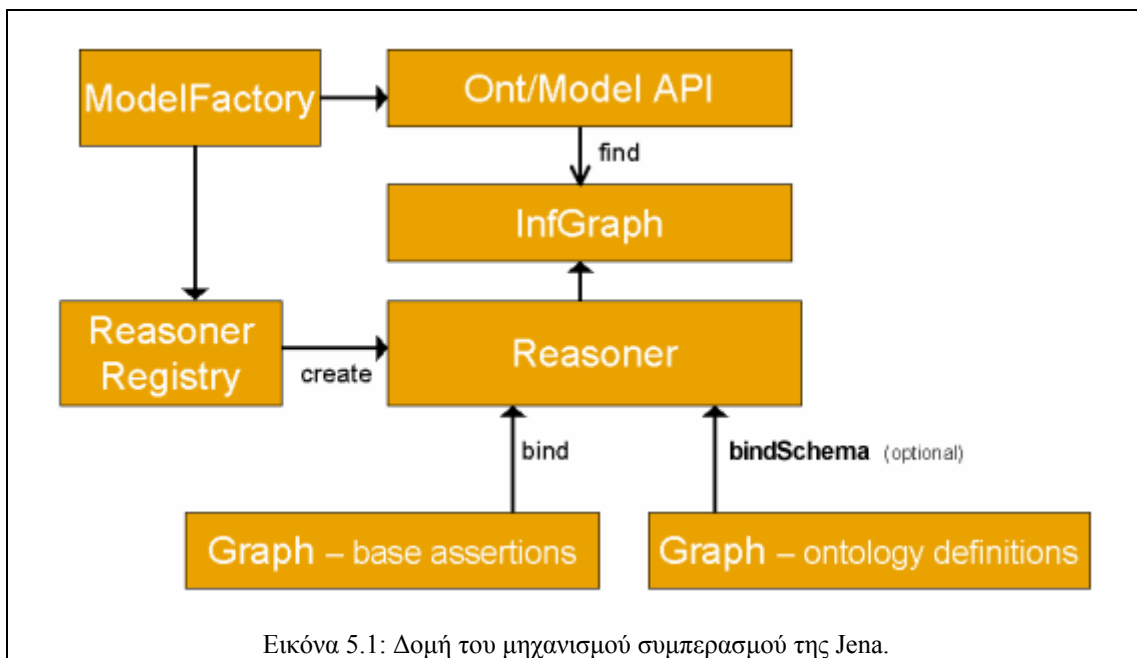 ModelFactory
Ont/Model API
find
InfGraph
Reasoner
Registry
create
Reasoner
bind
bindSchema (optional)
Graph – base assertions
Graph – ontology definitions
Εικόνα 5.1: Δομή του μηχανισμού συμπερασμού της Jena.